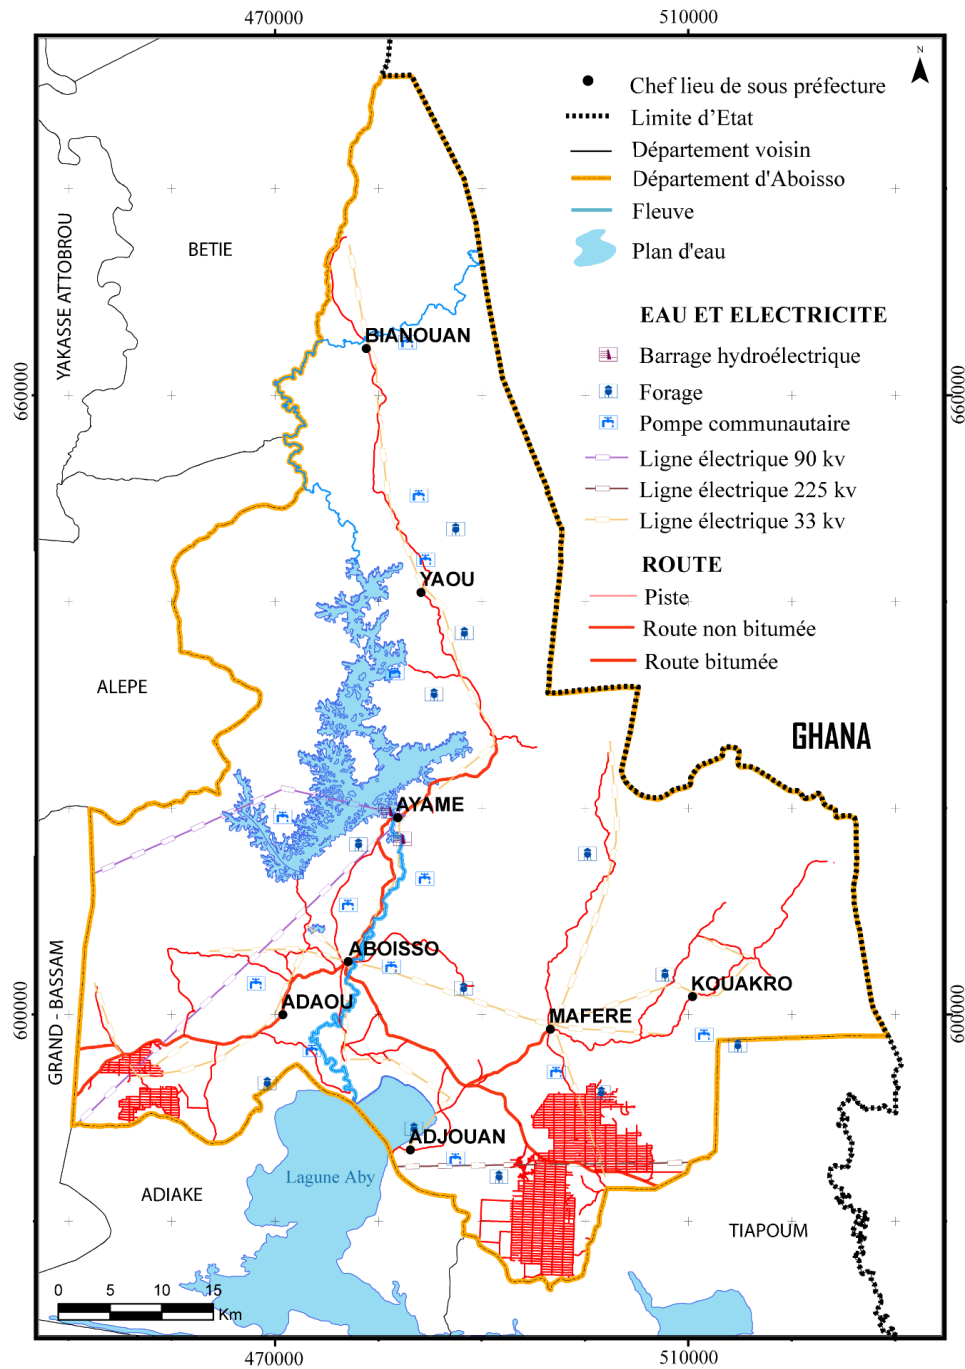 470000
510000
N
Chef lieu de sous préfecture
Limite d'Etat
Département voisin
Département d'Aboisso
Fleuve
Plan d'eau
YAKASSE ATTOBROU
BETIE
EAU ET ELECTRICITE
BIANOUAN
Barrage hydroélectrique
660000
660000
Forage
Pompe communautaire
Ligne électrique 90 kv
Ligne électrique 225 kv
Ligne électrique 33 kv
ROUTE
YAOU
Piste
Route non bitumée
Route bitumée
ALEPE
GHANA
AYAME
ABOISSO
KOUAKRO
ADAOU
MAFERE
600000
600000
GRAND - BASSAM
ADJOUAN
Lagune Aby
ADIAKE
TIAPOUM
0 5 10 15
Km
470000
510000